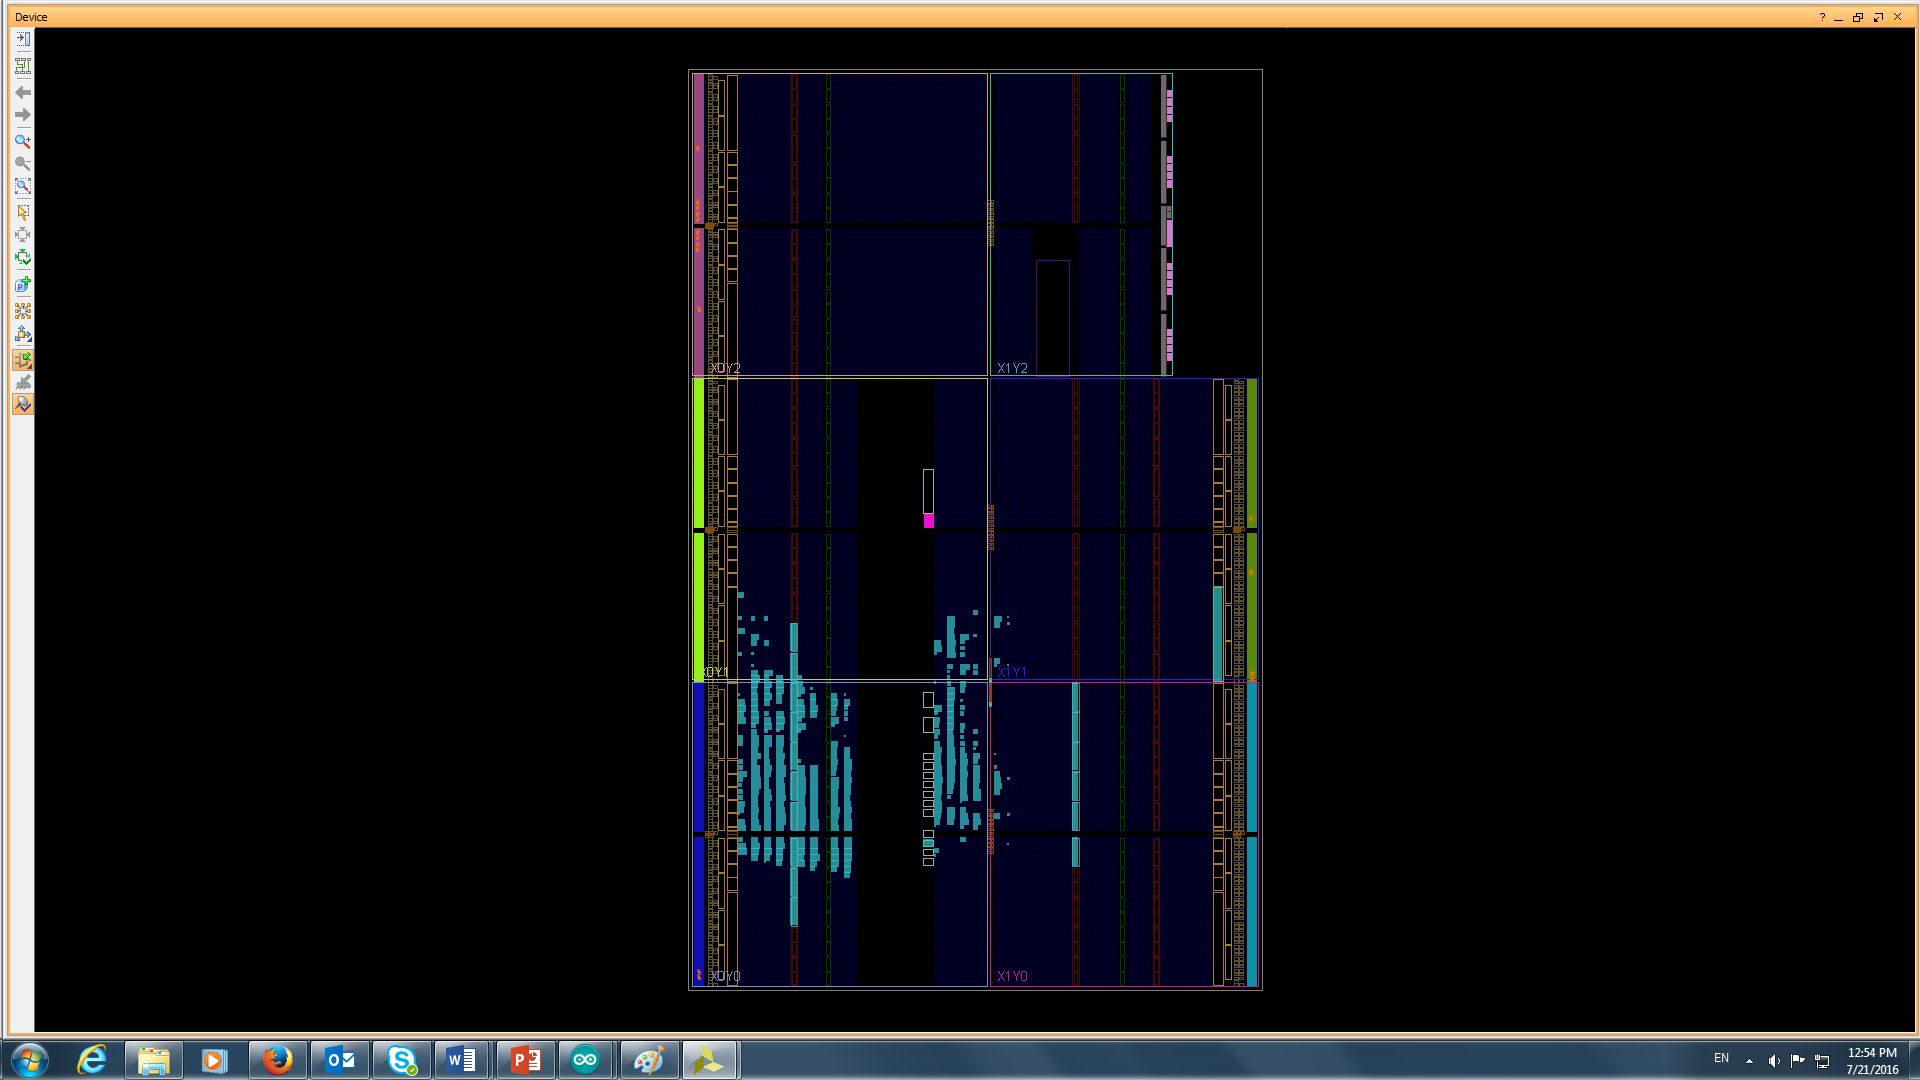 Device
X0Y2
X1Y2
X0Y1
X1Y1
X0Y0
X1Y0
EN
12:54 PM
7/21/2016